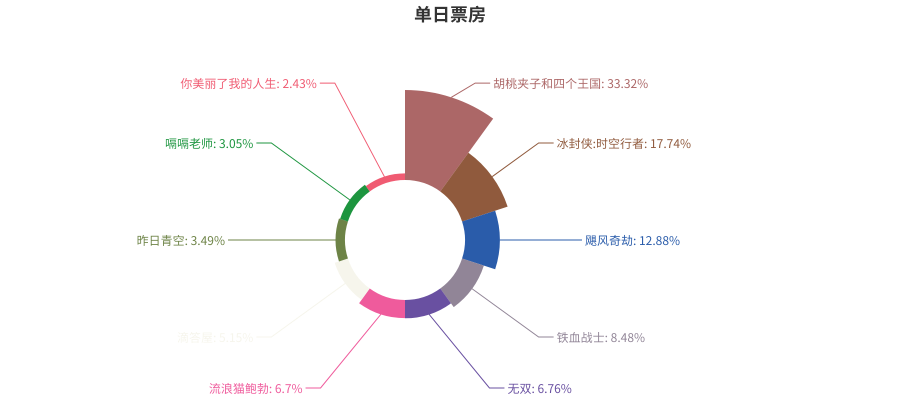 单日票房
你美丽了我的人生: 2.43%
胡桃夹子和四个王国: 33.32%
嗝嗝老师: 3.05%
冰封侠:时空行者: 17.74%
昨日青空: 3.49%
飓风奇劫: 12.88%
5.15%
铁血战士: 8.48%
流浪猫鲍勃: 6.7%
无双: 6.76%